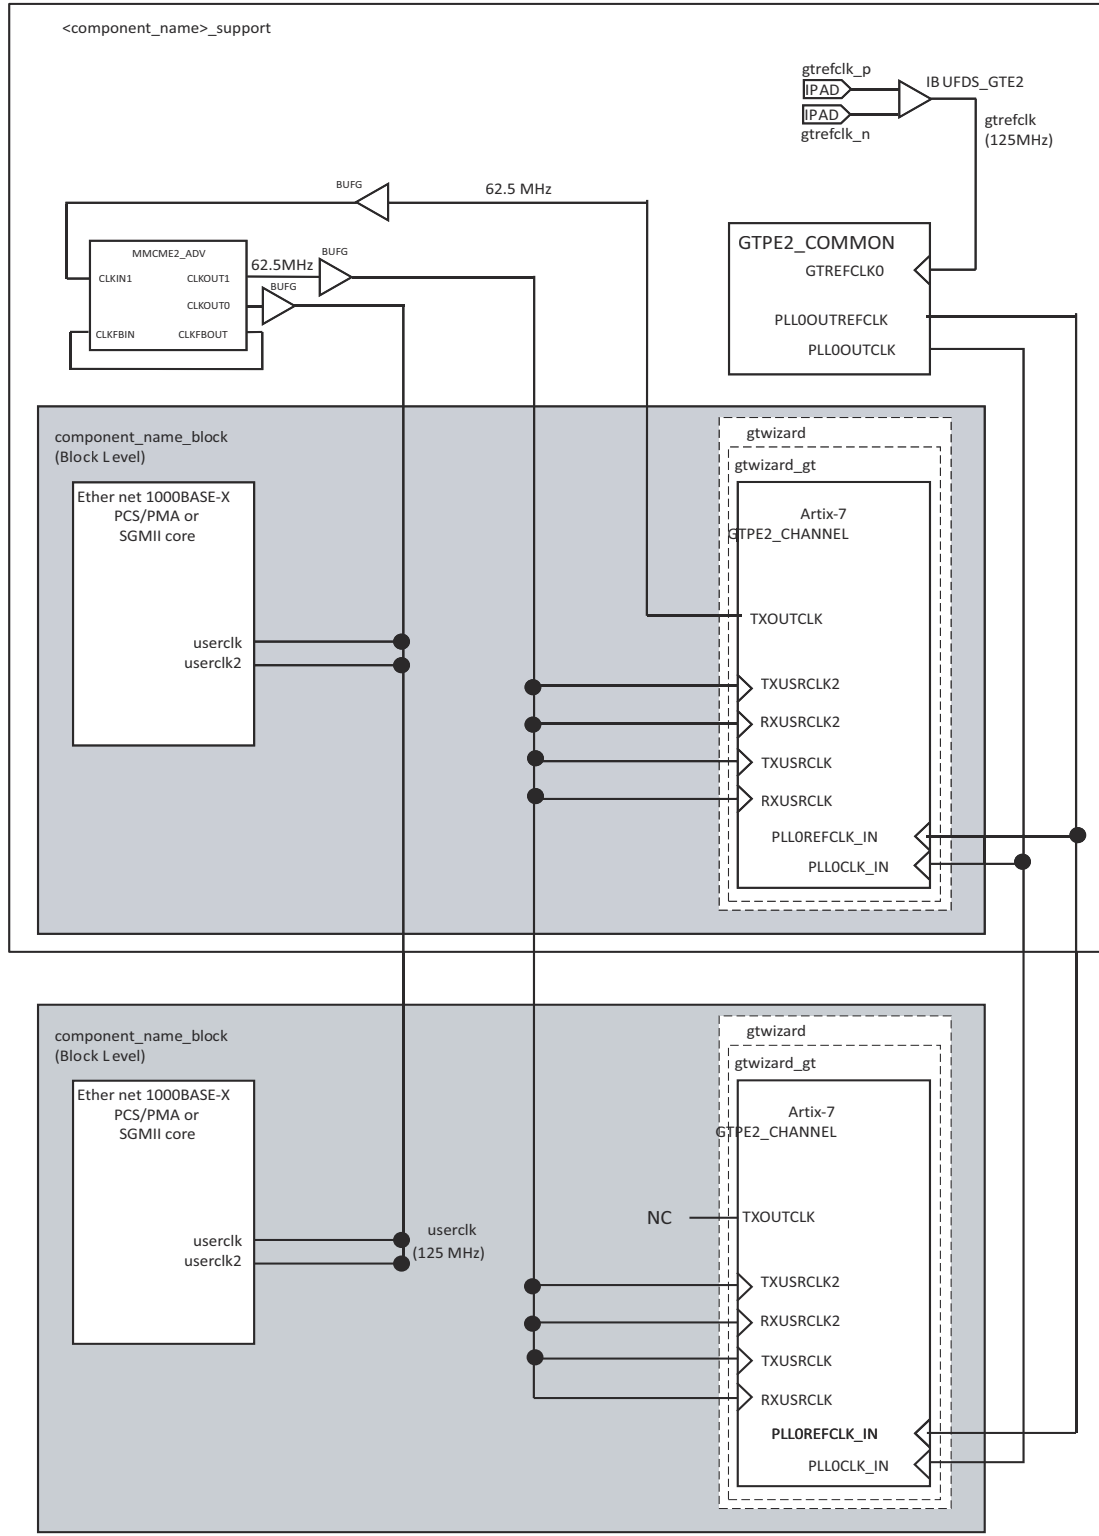 <component_name>_support
gtrefclk_p
IPAD
IBUFDS_GTE2
IPAD
gtrefclk_n
gtrefclk
(125MHz)
BUFG
62.5 MHz
MMCME2_ADV
CLKIN1
CLKOUT1
62.5MHz
BUFG
CLKOUT0
BUFG
CLKFBIN
CLKFBOUT
GTPE2_COMMON
GTREFCLK0
PLL0OUTREFCLK
PLL0OUTCLK
component_name_block
(Block Level)
Ether net 1000BASE-X
PCS/PMA or
SGMII core
userclk
userclk2
gtwizard
gtwizard_gt
Artix-7
GTPE2_CHANNEL
TXOUTCLK
TXUSRCLK2
RXUSRCLK2
TXUSRCLK
RXUSRCLK
PLL0REFCLK_IN
PLL0CLK_IN
component_name_block
(Block Level)
Ether net 1000BASE-X
PCS/PMA or
SGMII core
userclk
userclk2
userclk
(125 MHz)
gtwizard
gtwizard_gt
Artix-7
GTPE2_CHANNEL
NC
TXOUTCLK
TXUSRCLK2
RXUSRCLK2
TXUSRCLK
RXUSRCLK
PLL0REFCLK_IN
PLL0CLK_IN